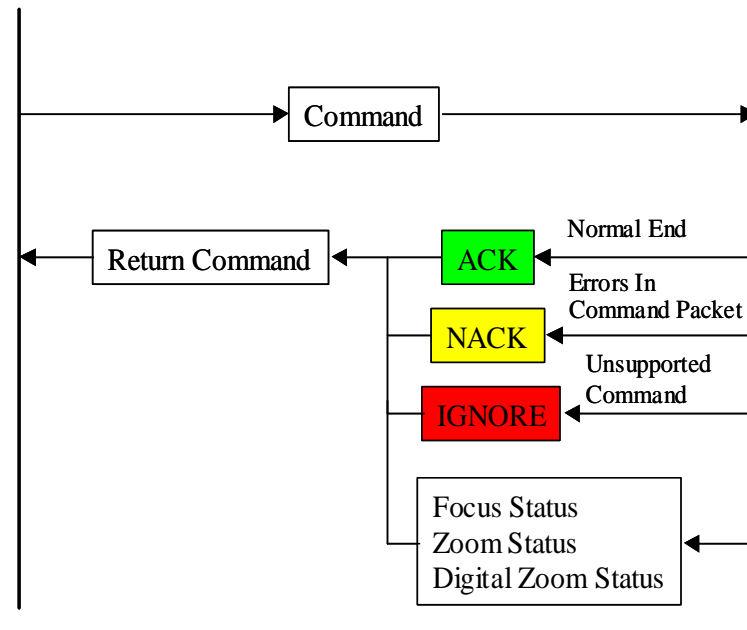 Command
Normal End
Return Command
ACK
Errors In
Command Packet
NACK
Unsupported
Command
IGNORE
Focus Status
Zoom Status
Digital Zoom Status